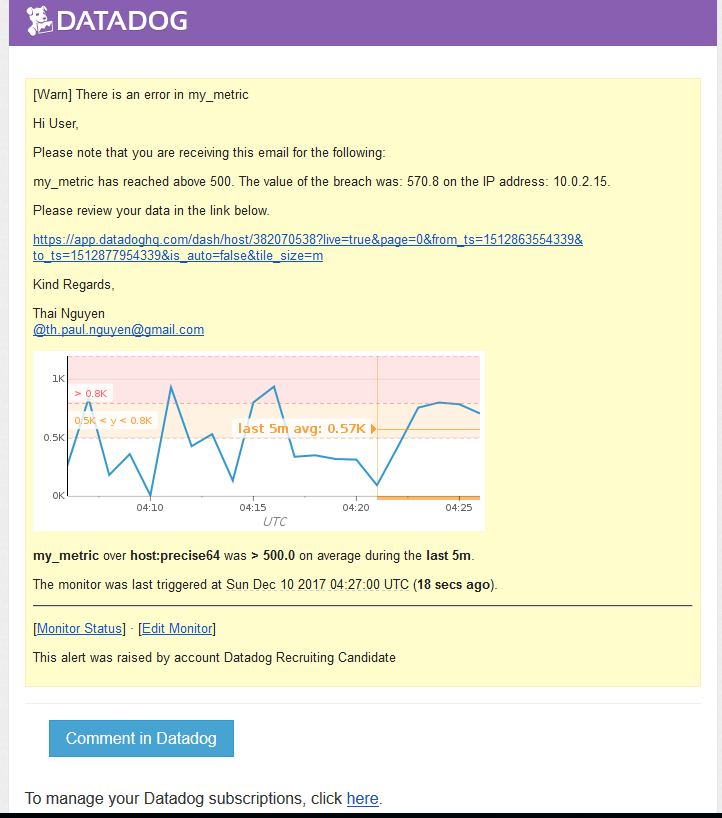 DATADOG
[Warn] There is an error in my_metric
Hi User,
Please note that you are receiving this email for the following:
my_metric has reached above 500. The value of the breach was: 570.8 on the IP address: 10.0.2.15.
Please review your data in the link below.
https://app.datadoghq.com/dash/host/382070538?live=true&page=0&from_ts=1512863554339&
to_ts=1512877954339&is_auto=false&tile_size=m
Kind Regards,
Thai Nguyen
@th.paul.nguyen@gmail.com
1K
> 0.8K
0.5K < y < 0.8K
last 5m avg: 0.57K
0.5K
0K
04:10 04:15 04:20 04:25
UTC
my_metric over host:precise64 was > 500.0 on average during the last 5m.
The monitor was last triggered at Sun Dec 10 2017 04:27:00 UTC (18 secs ago).
[Monitor Status] · [Edit Monitor]
This alert was raised by account Datadog Recruiting Candidate
Comment in Datadog
To manage your Datadog subscriptions, click here.